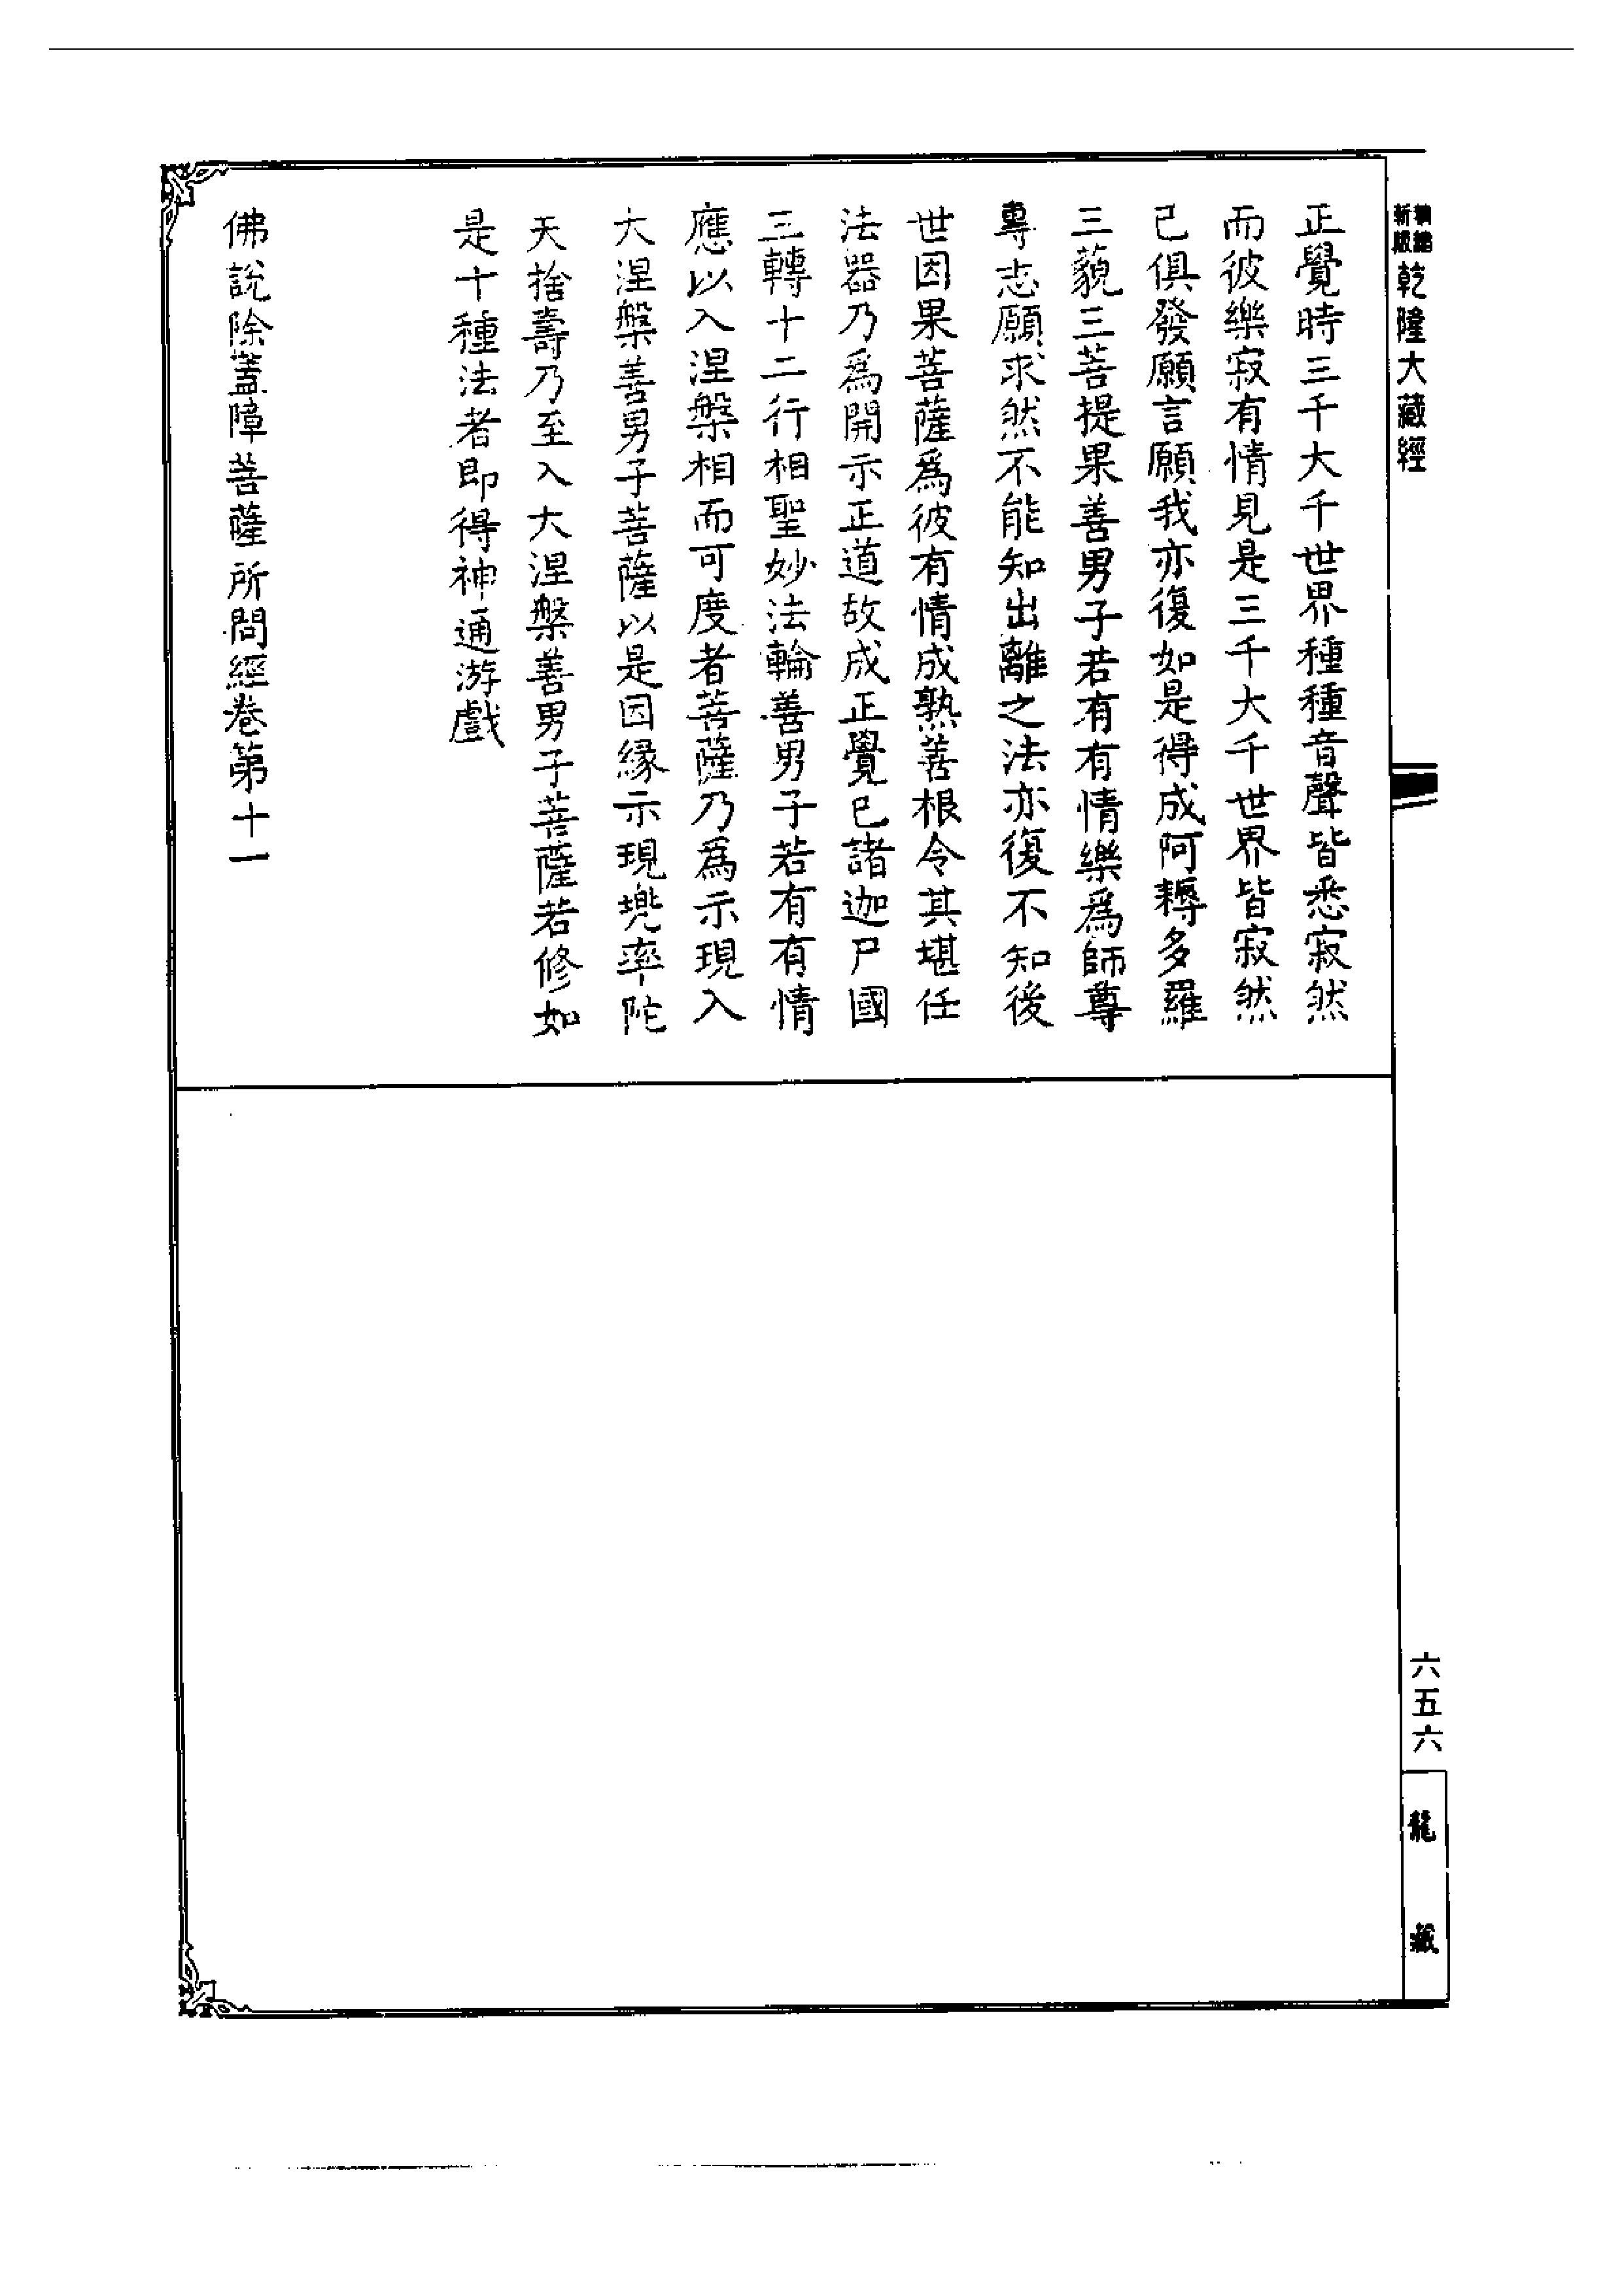 新版
精縮
乾隆大藏經
正覺時三千大千世界種種音聲皆悉寂然
而彼樂寂有情見是三千大千世界皆寂然
已俱發願言願我亦復如是得成阿耨多羅
三藐三菩提果善男子若有有情樂爲師尊
專志願求然不能知出離之法亦復不知後
世因果菩薩爲彼有情成熟善根令其堪任
法器乃爲開示正道故成正覺已諸迦尸國
三轉十二行相聖妙法輪善男子若有有情
應以入涅槃相而可度者菩薩乃爲示現入
大涅槃善男子菩薩以是因緣示現兠率陀
天捨壽乃至入大涅槃善男子菩薩若修如
是十種法者即得神通游戲
佛說除蓋障菩薩所問經卷第十一
六五六
龍藏